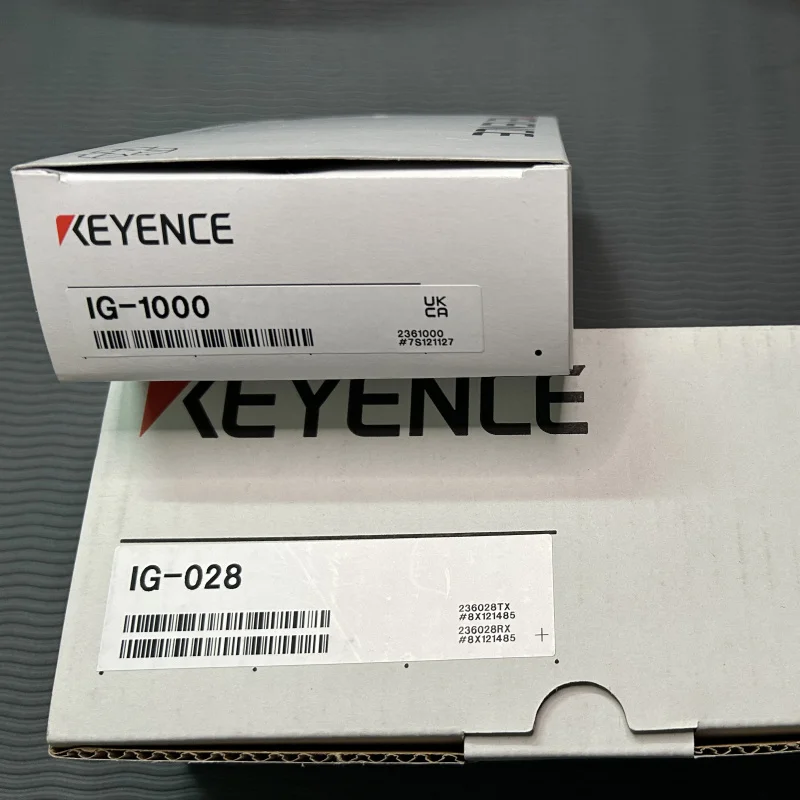 KEYENCE
IG-1000
UK
CA
2361000
#7S121127
KEYENCE
IG-028
236028TX
#8X121485
236028RX
#8X121485